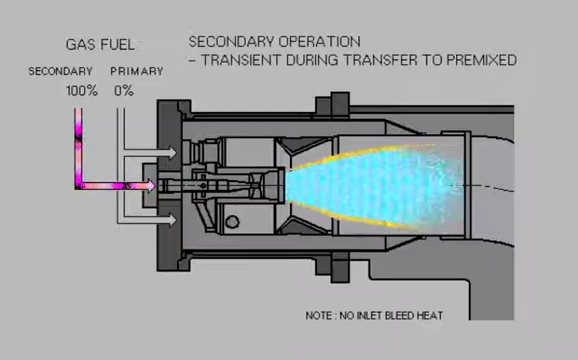 GAS FUEL
SECONDARY PRIMARY
100% 0%
SECONDARY OPERATION
- TRANSIENT DURING TRANSFER TO PREMIXED
NOTE : NO INLET BLEED HEAT